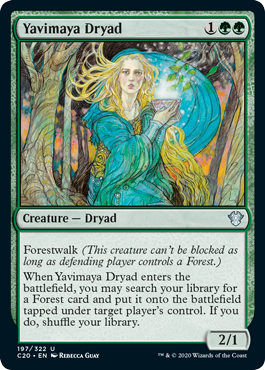 Yavimaya Dryad 1
Creature — Dryad
Forestwalk (This creature can't be blocked as
long as defending player controls a Forest.)
When Yavimaya Dryad enters the
battlefield, you may search your library for
a Forest card and put it onto the battlefield
tapped under target player's control. If you
do, shuffle your library.
2/1
197/322 U
C20 • EN Rebecca Guay
™ & © 2020 Wizards of the Coast